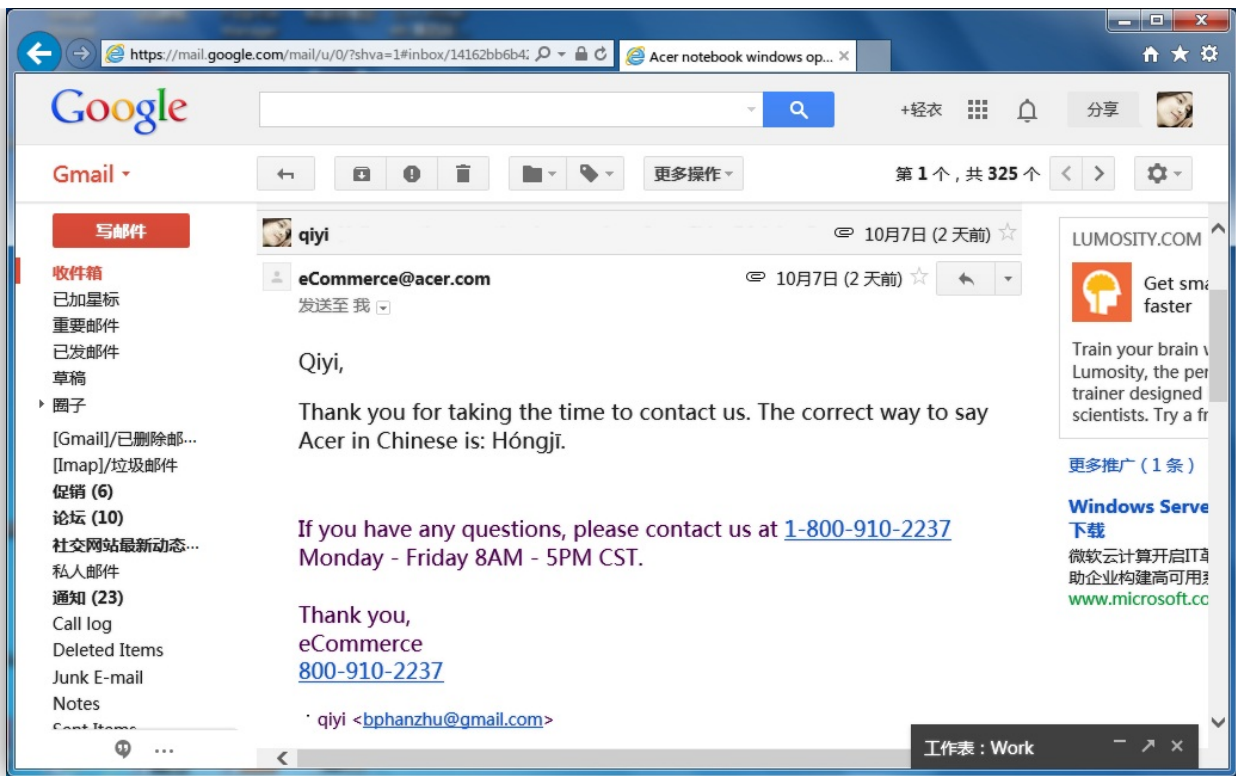 https://mail.google.com/mail/u/0/?shva=1#inbox/14162bb6b4
Acer notebook windows op...
Google
+轻衣
分享
Gmail
更多操作
第 1 个，共 325 个
写邮件
收件箱
已加星标
重要邮件
已发邮件
草稿
圈子
[Gmail]/已删除邮...
[Imap]/垃圾邮件
促销 (6)
论坛 (10)
社交网站最新动态...
私人邮件
通知 (23)
Call log
Deleted Items
Junk E-mail
Notes
Sent Items
...
qiyi
10月7日 (2 天前)
eCommerce@acer.com
10月7日 (2 天前)
发送至 我
Qiyi,
Thank you for taking the time to contact us. The correct way to say
Acer in Chinese is: Hóngjī.
If you have any questions, please contact us at 1-800-910-2237
Monday - Friday 8AM - 5PM CST.
Thank you,
eCommerce
800-910-2237
qiyi <bphanzhu@gmail.com>
LUMOSITY.COM
Get sma
faster
Train your brain
Lumosity, the per
trainer designed
scientists. Try a fr
更多推广（1 条）
Windows Serve
下载
微软云计算开启IT革
助企业构建高可用
www.microsoft.co
工作表：Work